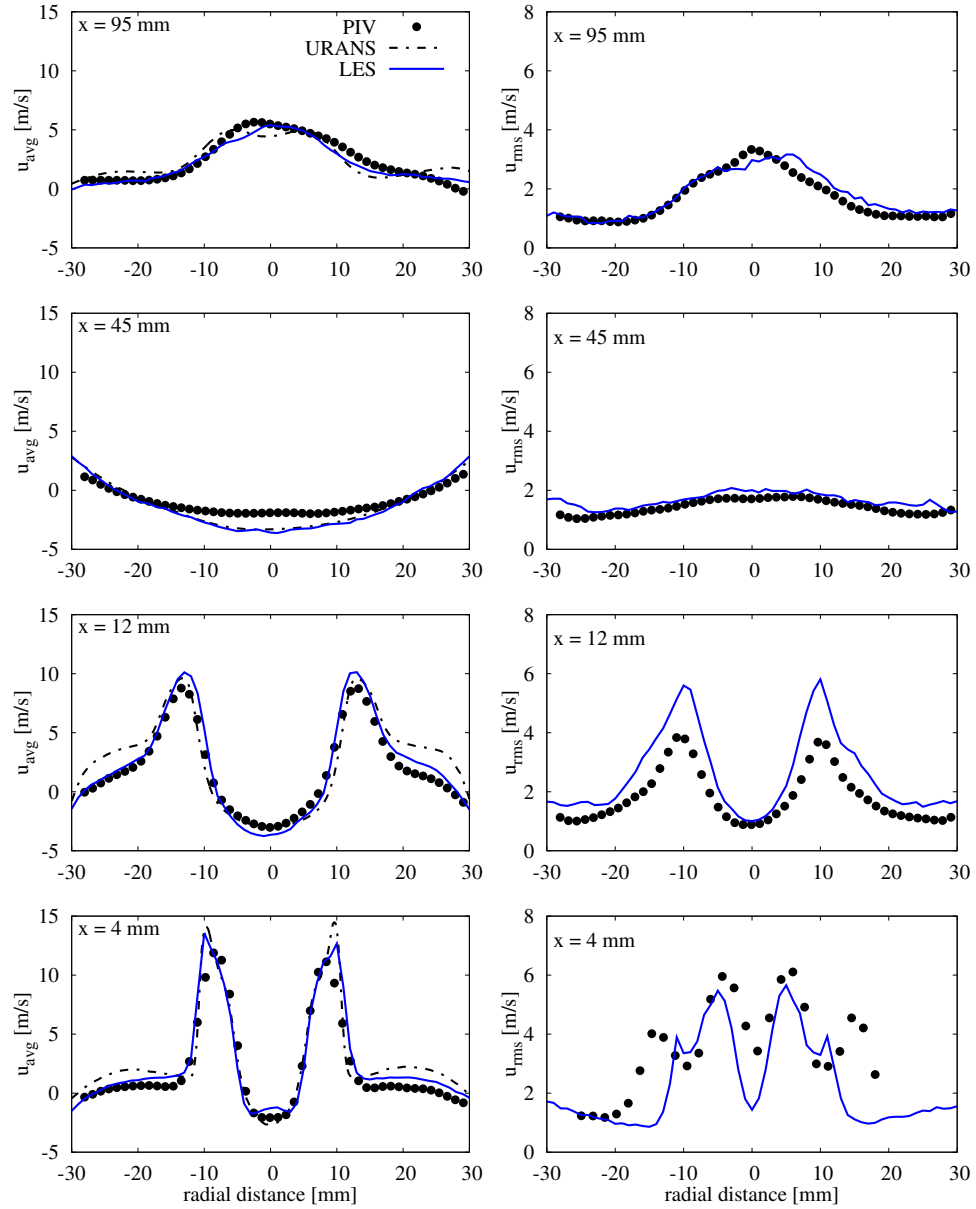 x = 95 mm
PIV
URANS
LES
u_avg [m/s]
15
10
5
0
-5
-30 -20 -10 0 10 20 30
x = 95 mm
u_rms [m/s]
8
6
4
2
0
-30 -20 -10 0 10 20 30
x = 45 mm
u_avg [m/s]
15
10
5
0
-5
-30 -20 -10 0 10 20 30
x = 45 mm
u_rms [m/s]
8
6
4
2
0
-30 -20 -10 0 10 20 30
x = 12 mm
u_avg [m/s]
15
10
5
0
-5
-30 -20 -10 0 10 20 30
x = 12 mm
u_rms [m/s]
8
6
4
2
0
-30 -20 -10 0 10 20 30
x = 4 mm
u_avg [m/s]
15
10
5
0
-5
-30 -20 -10 0 10 20 30
radial distance [mm]
x = 4 mm
u_rms [m/s]
8
6
4
2
0
-30 -20 -10 0 10 20 30
radial distance [mm]